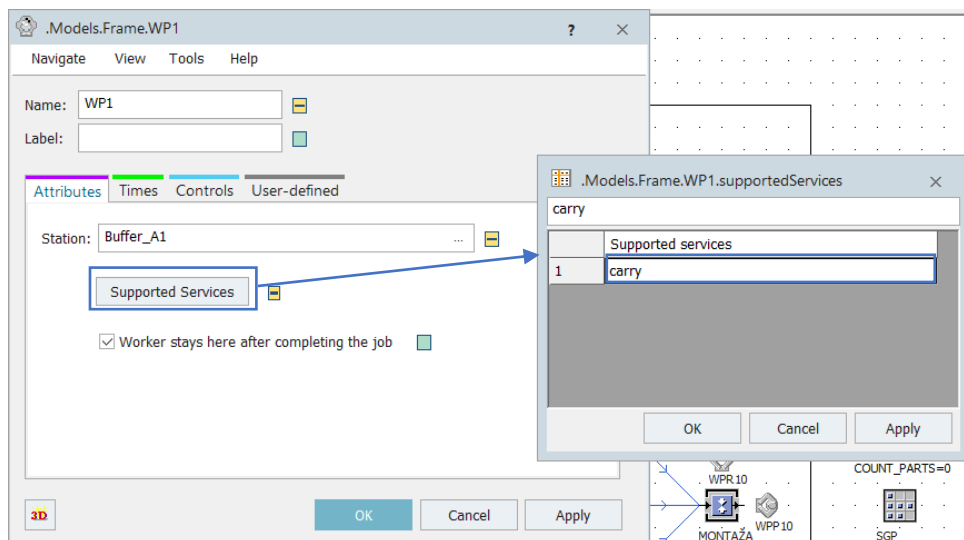 .Models.Frame.WP1
?
Navigate View Tools Help
Name: WP1
Label:
Attributes Times Controls User-defined
Station: Buffer_A1 ...
Supported Services
Worker stays here after completing the job
3D OK Cancel Apply
.Models.Frame.WP1.supportedServices
carry
Supported services
1 carry
OK Cancel Apply
WPR10
COUNT_PARTS=0
WPP10
MONTAŻA
SGP